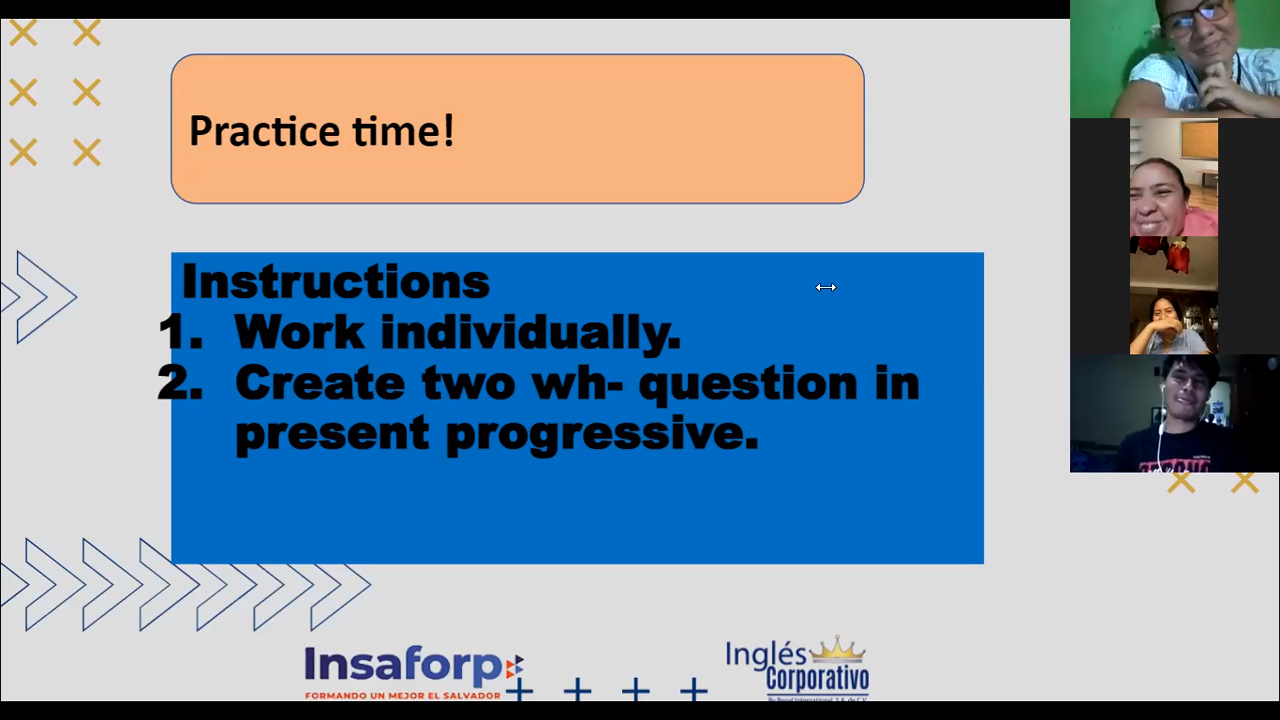 Practice time!
Instructions
1. Work individually.
2. Create two wh- question in
present progressive.
Insaforp
FORMANDO UN MEJOR EL SALVADOR
Inglés
Corporativo